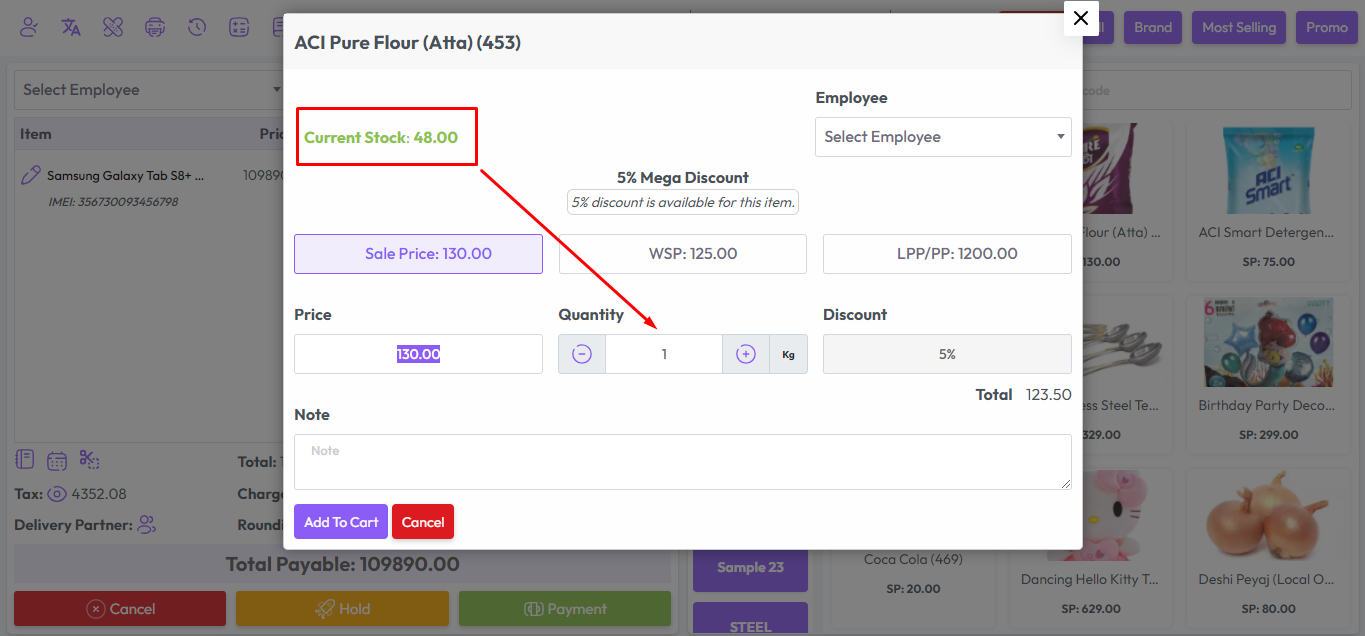 ACI Pure Flour (Atta) (453)
Brand
Most Selling
Promo
Select Employee
Item
Samsung Galaxy Tab S8+ ...
IMEI: 356730093456798
Current Stock: 48.00
Employee
Select Employee
5% Mega Discount
5% discount is available for this item.
Sale Price: 130.00
WSP: 125.00
LPP/PP: 1200.00
Price
Quantity
Discount
130.00
1
Kg
5%
Total 123.50
Note
Note
Add To Cart
Cancel
Total:
Tax: 4352.08
Delivery Partner:
Total Payable: 109890.00
Cancel
Hold
Payment
Sample 23
STEEL
code
Flour (Atta) ...
130.00
ACI Smart
ACI Smart Detergen...
SP: 75.00
ess Steel Te...
329.00
Birthday Party Deco...
SP: 299.00
Coca Cola (469)
SP: 20.00
Dancing Hello Kitty T...
SP: 629.00
Deshi Peyaj (Local O...
SP: 80.00